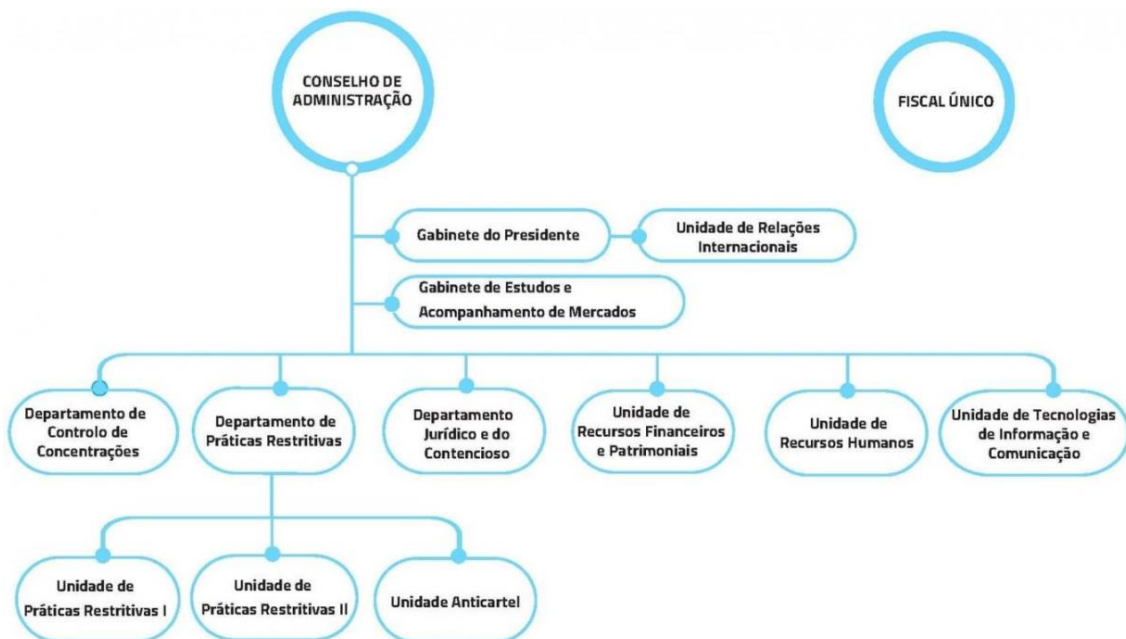 CONSELHO DE
ADMINISTRAÇÃO
FISCAL ÚNICO
Gabinete do Presidente
Unidade de Relações
Internacionais
Gabinete de Estudos e
Acompanhamento de Mercados
Departamento de
Controlo de
Concentrações
Departamento de
Práticas Restritivas
Departamento
Jurídico e do
Contencioso
Unidade de
Recursos Financeiros
e Patrimoniais
Unidade de
Recursos Humanos
Unidade de Tecnologias
de Informação e
Comunicação
Unidade de
Práticas Restritivas I
Unidade de
Práticas Restritivas II
Unidade Anticartel